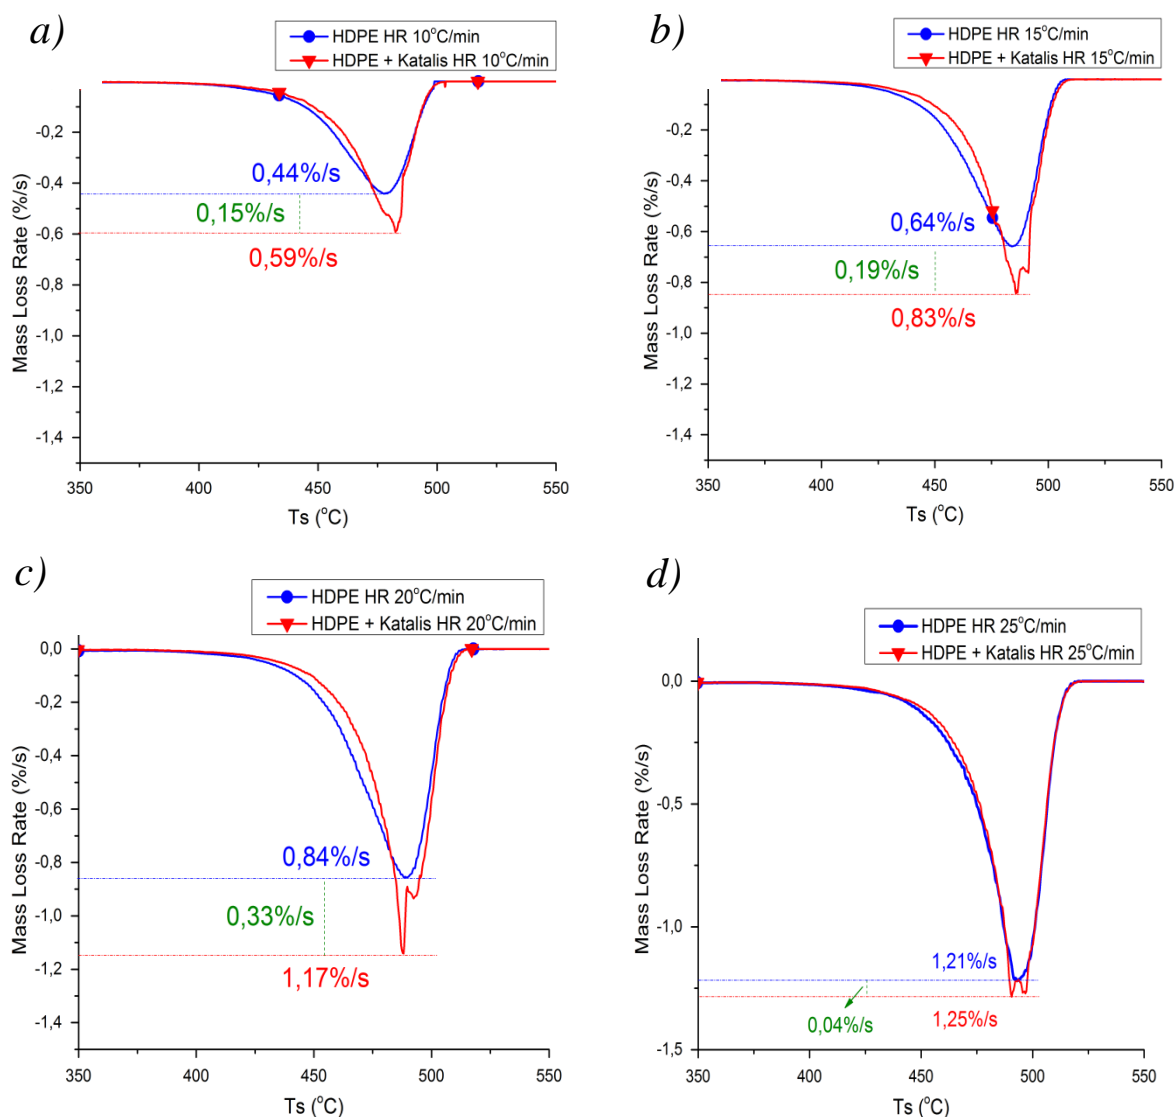 a)
HDPE HR 10°C/min
HDPE + Katalis HR 10°C/min
-0,2
-0,4
-0,6
-0,8
-1,0
-1,2
-1,4
Mass Loss Rate (%/s)
0,44%/s
0,15%/s
0,59%/s
350
400
450
500
550
Ts (°C)
b)
HDPE HR 15°C/min
HDPE + Katalis HR 15°C/min
-0,2
-0,4
-0,6
-0,8
-1,0
-1,2
-1,4
Mass Loss Rate (%/s)
0,64%/s
0,19%/s
0,83%/s
350
400
450
500
550
Ts (°C)
c)
HDPE HR 20°C/min
HDPE + Katalis HR 20°C/min
0,0
-0,2
-0,4
-0,6
-0,8
-1,0
-1,2
-1,4
Mass Loss Rate (%/s)
0,84%/s
0,33%/s
1,17%/s
350
400
450
500
550
Ts (°C)
d)
HDPE HR 25°C/min
HDPE + Katalis HR 25°C/min
0,0
-0,5
-1,0
-1,5
Mass Loss Rate (%/s)
1,21%/s
0,04%/s
1,25%/s
350
400
450
500
550
Ts (°C)